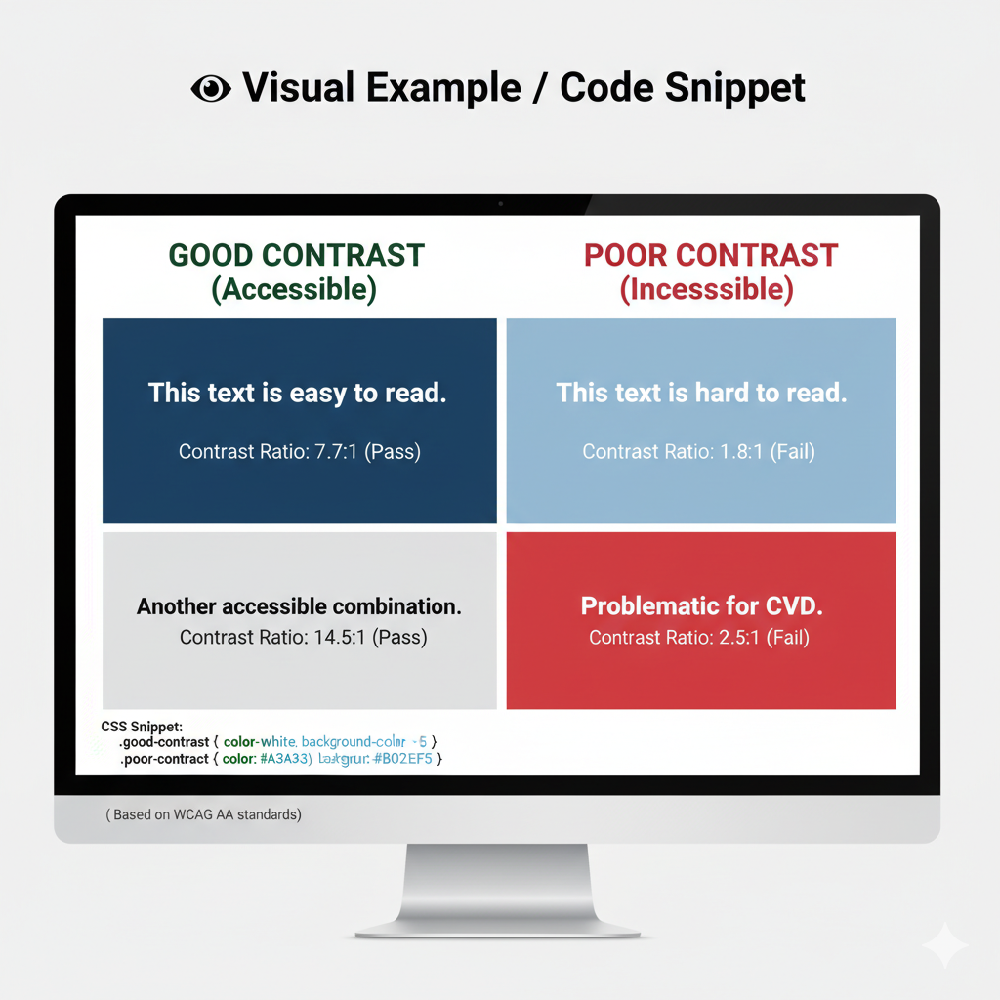 Visual Example / Code Snippet
GOOD CONTRAST
(Accessible)
POOR CONTRAST
(Incesssible)
This text is easy to read.
Contrast Ratio: 7.7:1 (Pass)
This text is hard to read.
Contrast Ratio: 1.8:1 (Fail)
Another accessible combination.
Contrast Ratio: 14.5:1 (Pass)
Problematic for CVD.
Contrast Ratio: 2.5:1 (Fail)
CSS Snippet:
.good-contrast { color-white, background-color -5 }
.poor-contract { color: #A3A33) #B02EF5 }
( Based on WCAG AA standards)